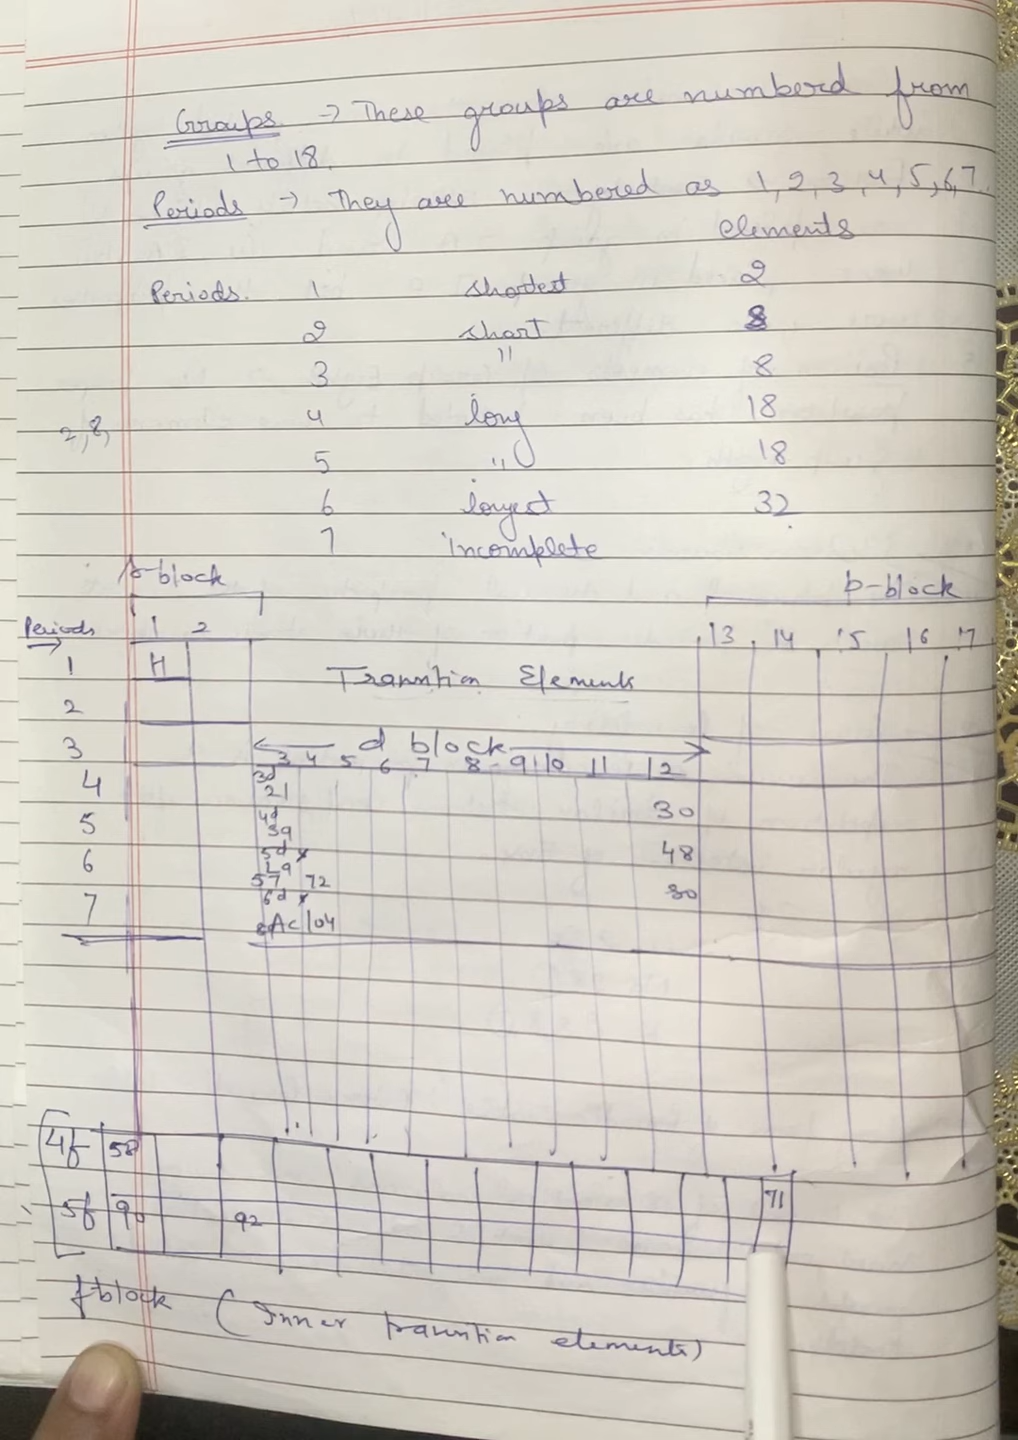 Groups → These groups are numberd from
1 to 18.
Periods → They are numbered as 1, 2, 3, 4, 5, 6, 7.
elements
Periods. 1 shortest 2
2 short 8
3 " 8
2, 8, 4 long 18
5 " 18
6 longest 32
7 incomplete
s-block p-block
Periods 1 2 13 14 15 16 17
1 H Transition Elements
2
3 d block
3 4 5 6 7 8 9 10 11 12
4 3d
21 30
5 4d
39 48
6 5d
La
57 72 80
7 6d
Ac 104
4f 58 71
5f 90 92
f block (Inner transition elements)